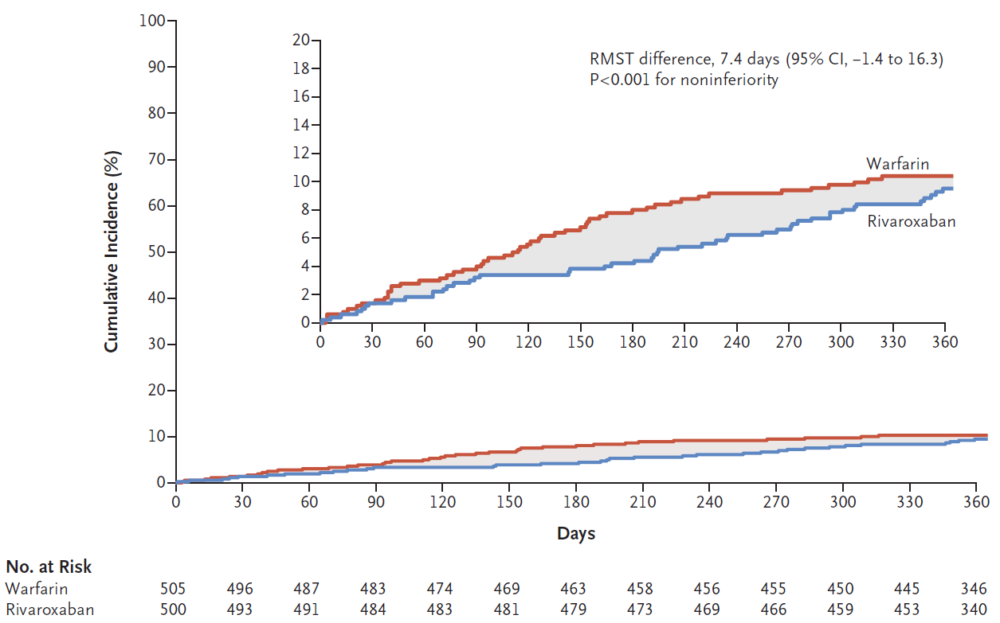 100
90
80
70
60
50
40
30
20
10
0
Cumulative Incidence (%)
20
18
16
14
12
10
8
6
4
2
0
RMST difference, 7.4 days (95% CI, −1.4 to 16.3)
P<0.001 for noninferiority
Warfarin
Rivaroxaban
0 30 60 90 120 150 180 210 240 270 300 330 360
0 30 60 90 120 150 180 210 240 270 300 330 360
Days
No. at Risk
Warfarin 505 496 487 483 474 469 463 458 456 455 450 445 346
Rivaroxaban 500 493 491 484 483 481 479 473 469 466 459 453 340